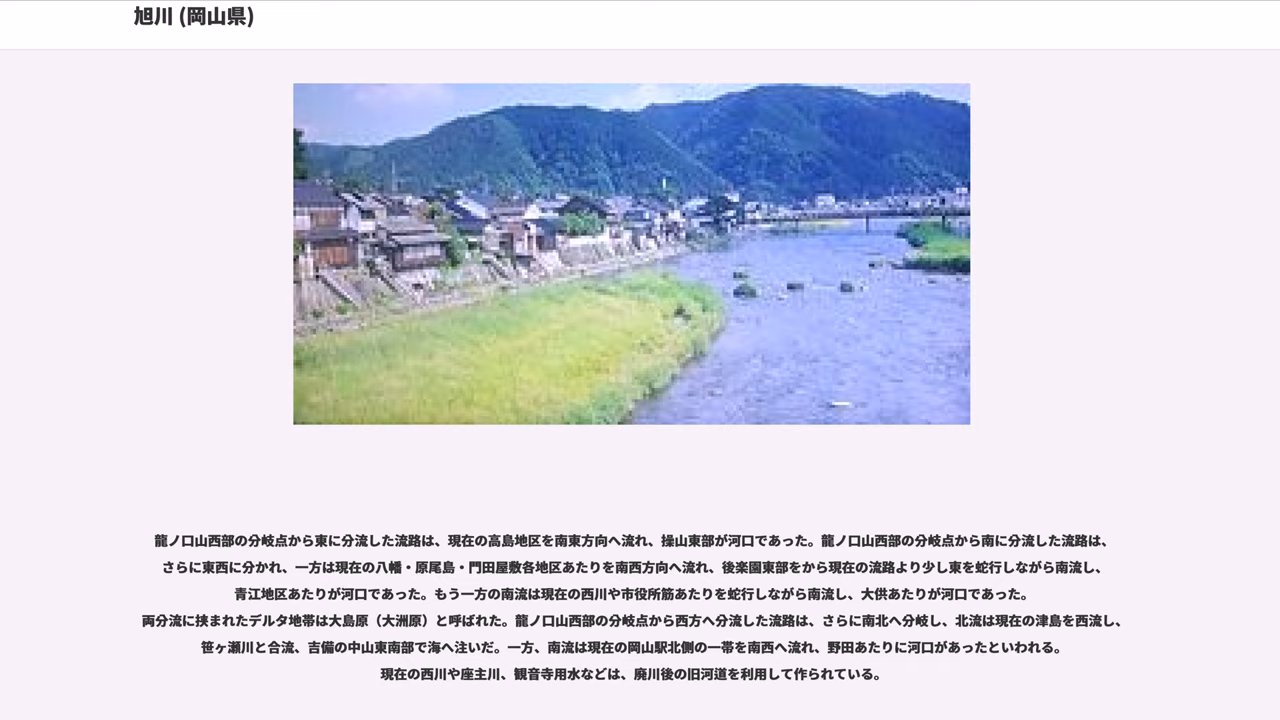 旭川 (岡山県)
龍ノ口山西部の分岐点から東に分流した流路は、現在の高島地区を南東方向へ流れ、操山東部が河口であった。龍ノ口山西部の分岐点から南に分流した流路は、
さらに東西に分かれ、一方は現在の八幡・原尾島・門田屋敷各地区あたりを南西方向へ流れ、後楽園東部をから現在の流路より少し東を蛇行しながら南流し、
青江地区あたりが河口であった。もう一方の南流は現在の西川や市役所筋あたりを蛇行しながら南流し、大供あたりが河口であった。
両分流に挟まれたデルタ地帯は大島原（大洲原）と呼ばれた。龍ノ口山西部の分岐点から西方へ分流した流路は、さらに南北へ分岐し、北流は現在の津島を西流し、
笹ヶ瀬川と合流、吉備の中山東南部で海へ注いだ。一方、南流は現在の岡山駅北側の一帯を南西へ流れ、野田あたりに河口があったといわれる。
現在の西川や座主川、観音寺用水などは、廃川後の旧河道を利用して作られている。